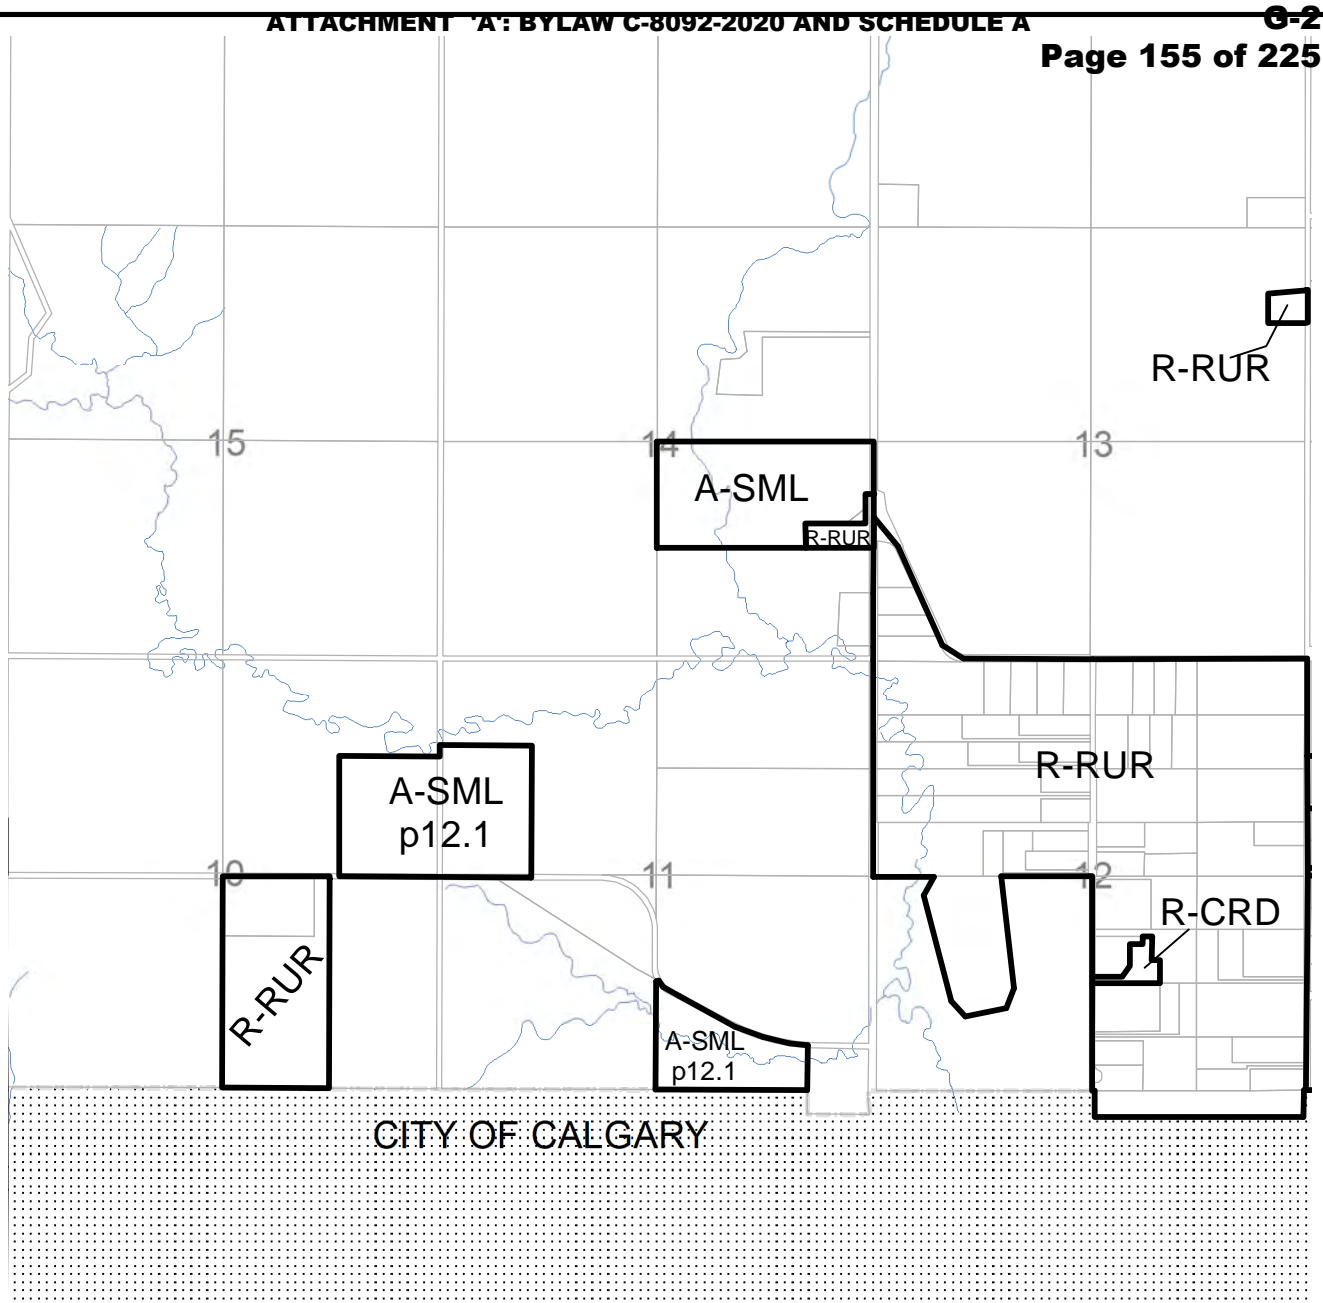 ATTACHMENT 'A': BYLAW C-8092-2020 AND SCHEDULE A
G-2
Page 155 of 225
R-RUR
15
14
13
A-SML
R-RUR
R-RUR
A-SML
p12.1
10
11
12
R-CRD
R-RUR
A-SML
p12.1
CITY OF CALGARY